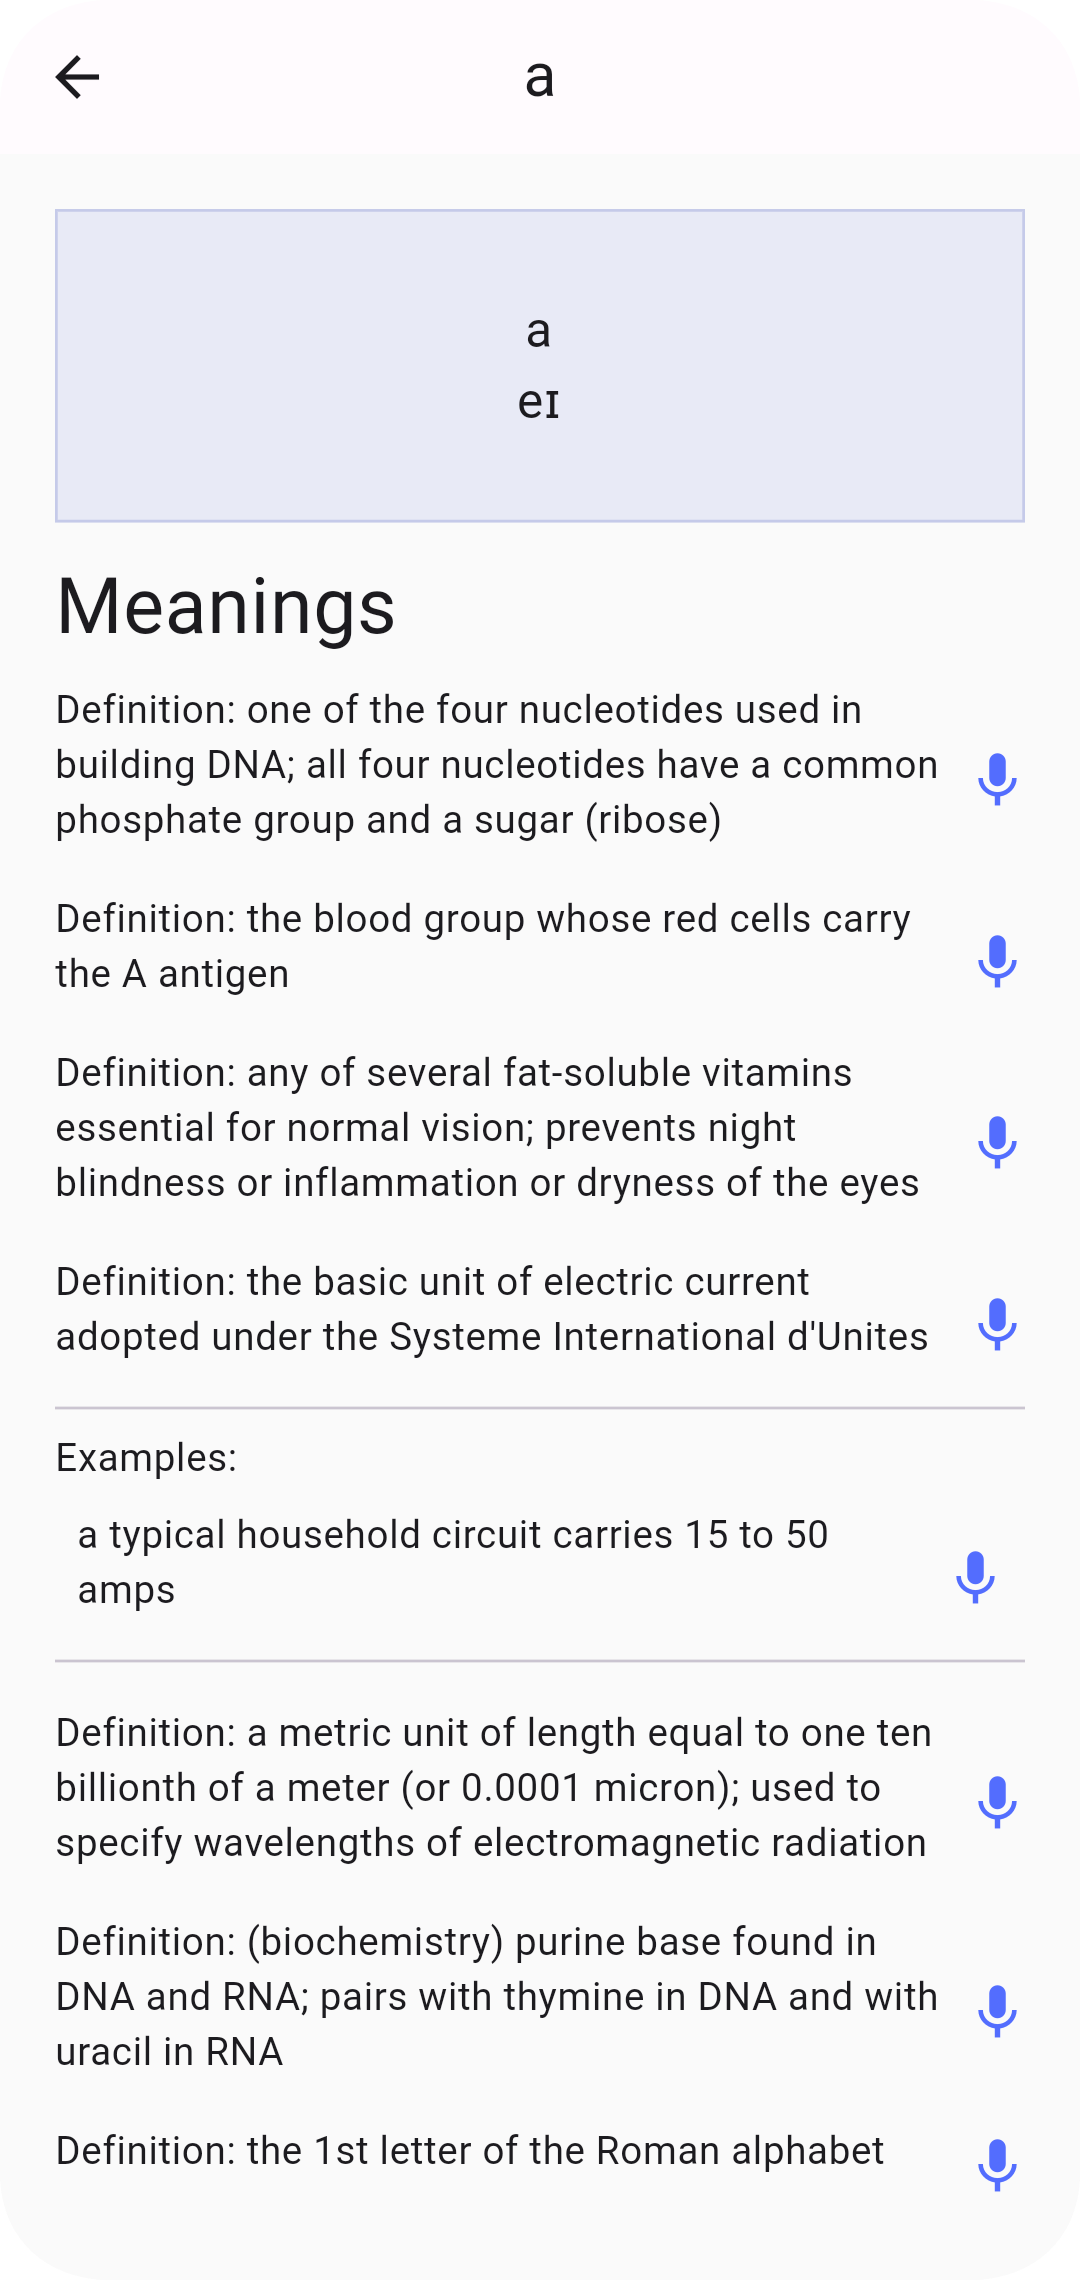 a
a
eɪ
Meanings
Definition: one of the four nucleotides used in
building DNA; all four nucleotides have a common
phosphate group and a sugar (ribose)
Definition: the blood group whose red cells carry
the A antigen
Definition: any of several fat-soluble vitamins
essential for normal vision; prevents night
blindness or inflammation or dryness of the eyes
Definition: the basic unit of electric current
adopted under the Systeme International d'Unites
Examples:
a typical household circuit carries 15 to 50
amps
Definition: a metric unit of length equal to one ten
billionth of a meter (or 0.0001 micron); used to
specify wavelengths of electromagnetic radiation
Definition: (biochemistry) purine base found in
DNA and RNA; pairs with thymine in DNA and with
uracil in RNA
Definition: the 1st letter of the Roman alphabet